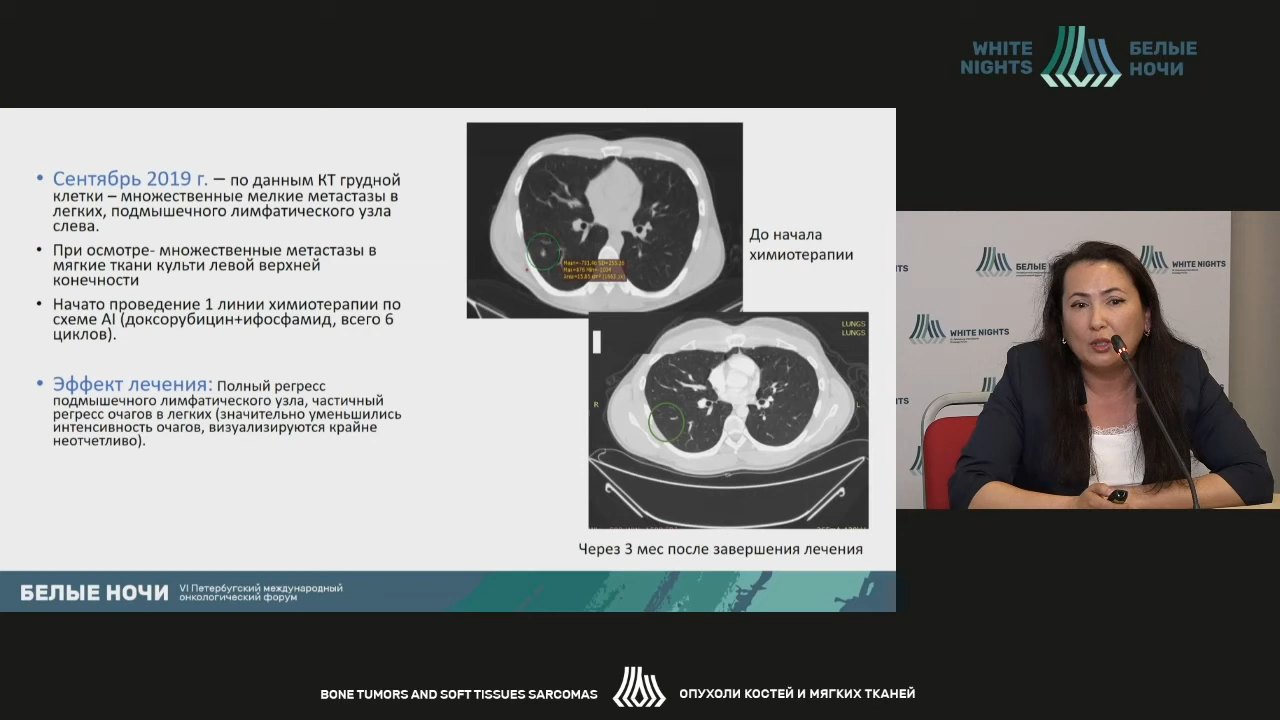 WHITE
NIGHTS
БЕЛЫЕ
НОЧИ
• Сентябрь 2019 г. – по данным КТ грудной
клетки – множественные мелкие метастазы в
легких, подмышечного лимфатического узла
слева.
• При осмотре- множественные метастазы в
мягкие ткани культи левой верхней
конечности
• Начато проведение 1 линии химиотерапии по
схеме AI (доксорубицин+ифосфамид, всего 6
циклов).
• Эффект лечения: Полный регресс
подмышечного лимфатического узла, частичный
регресс очагов в легких (значительно уменьшились
интенсивность очагов, визуализируются крайне
неотчетливо).
До начала
химиотерапии
LUNGS
LUNGS
R
L
Через 3 мес после завершения лечения
БЕЛЫЕ НОЧИ
VI Петербугский международный
онкологический форум
WHITE NIGHTS
WHITE NIGHTS
BONE TUMORS AND SOFT TISSUES SARCOMAS
ОПУХОЛИ КОСТЕЙ И МЯГКИХ ТКАНЕЙ